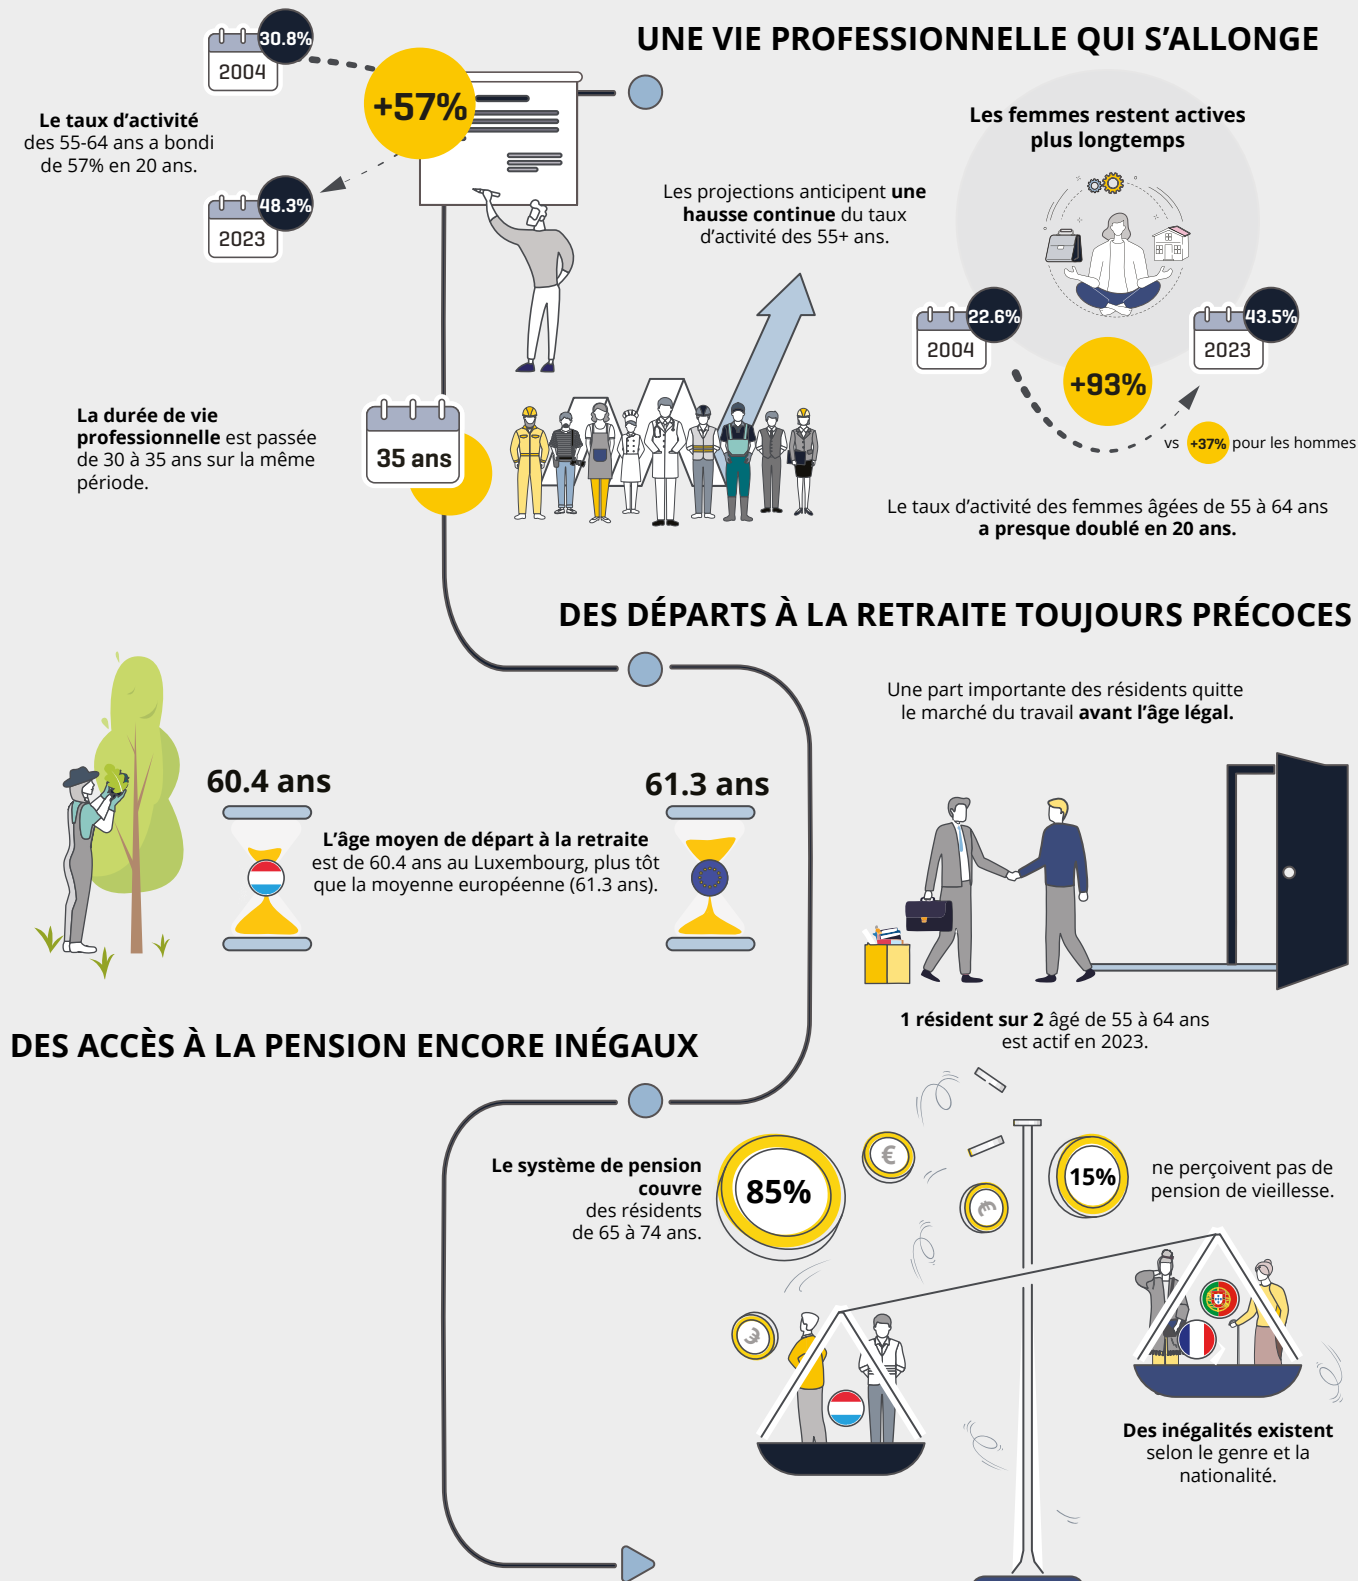 UNE VIE PROFESSIONNELLE QUI S’ALLONGE
30.8%
2004
+57%
Le taux d’activité
des 55-64 ans a bondi
de 57% en 20 ans.
48.3%
2023
Les projections anticipent une
hausse continue du taux
d’activité des 55+ ans.
Les femmes restent actives
plus longtemps
22.6%
2004
43.5%
2023
+93%
vs +37% pour les hommes
Le taux d’activité des femmes âgées de 55 à 64 ans
a presque doublé en 20 ans.
La durée de vie
professionnelle est passée
de 30 à 35 ans sur la même
période.
35 ans
DES DÉPARTS À LA RETRAITE TOUJOURS PRÉCOCES
60.4 ans
61.3 ans
L’âge moyen de départ à la retraite
est de 60.4 ans au Luxembourg, plus tôt
que la moyenne européenne (61.3 ans).
Une part importante des résidents quitte
le marché du travail avant l’âge légal.
1 résident sur 2 âgé de 55 à 64 ans
est actif en 2023.
DES ACCÈS À LA PENSION ENCORE INÉGAUX
Le système de pension
couvre
des résidents
de 65 à 74 ans.
85%
€
€
€
15%
ne perçoivent pas de
pension de vieillesse.
Des inégalités existent
selon le genre et la
nationalité.